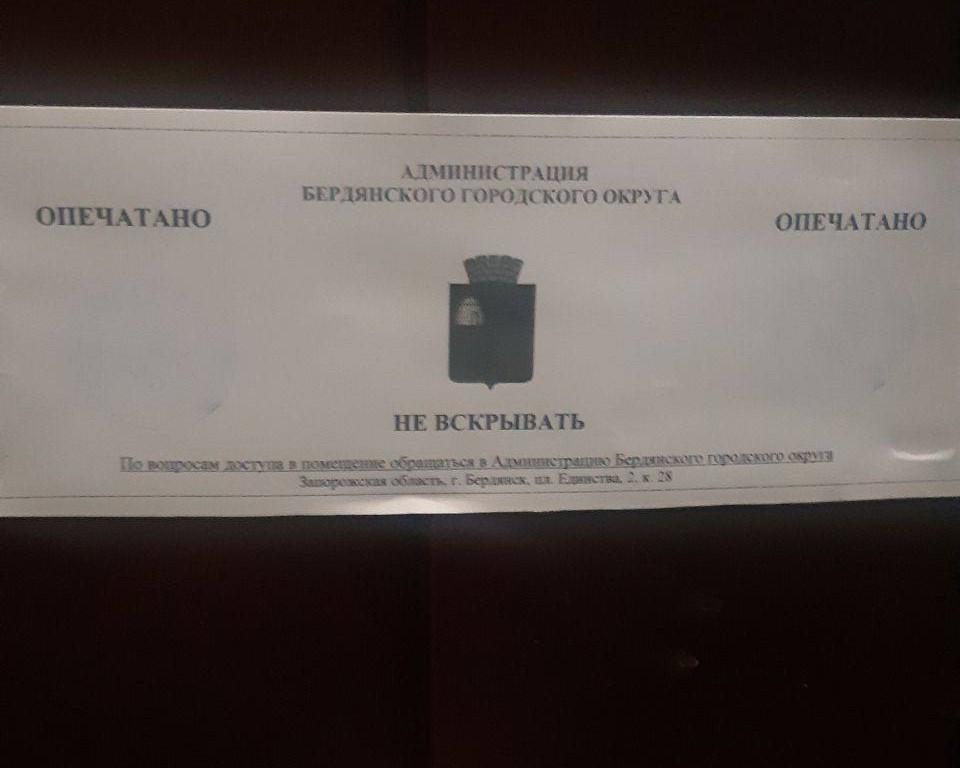 АДМИНИСТРАЦИЯ
БЕРДЯНСКОГО ГОРОДСКОГО ОКРУГА
ОПЕЧАТАНО
ОПЕЧАТАНО
НЕ ВСКРЫВАТЬ
По вопросам доступа в помещение обращаться в Администрацию Бердянского городского округа
Запорожская область, г. Бердянск, пл. Единства, 2, к. 28